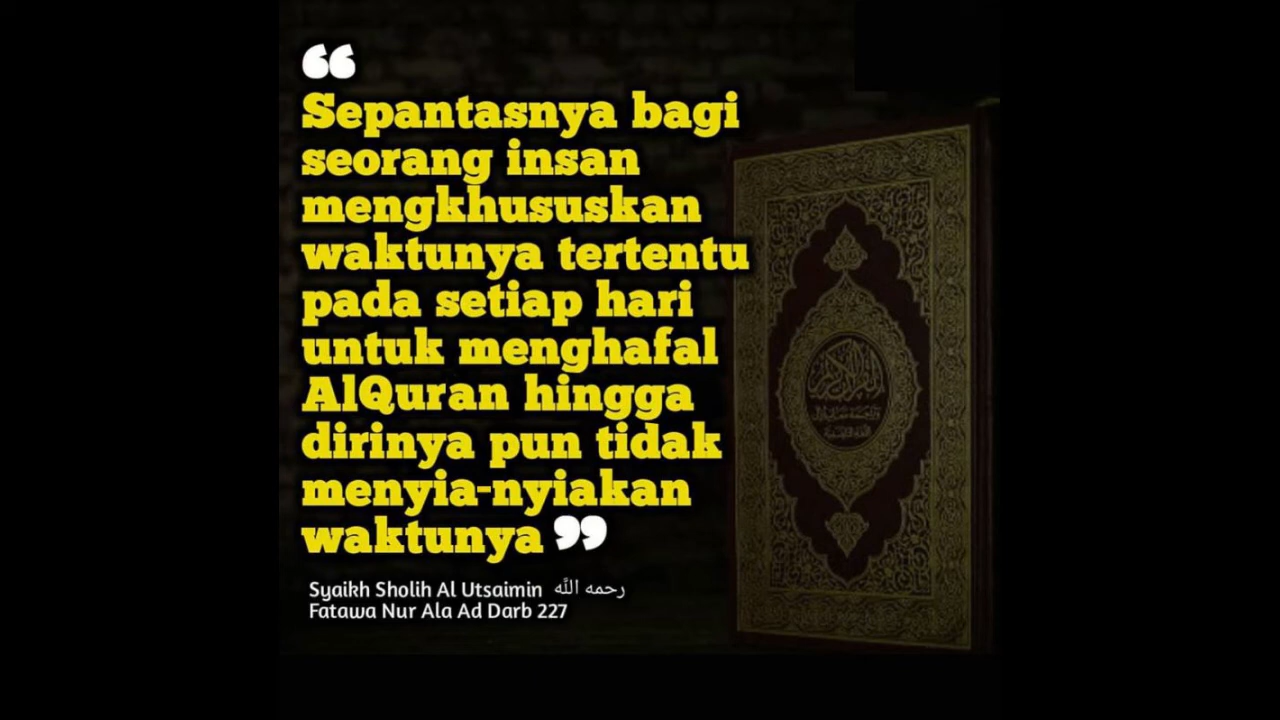 ❝
Sepantasnya bagi
seorang insan
mengkhususkan
waktunya tertentu
pada setiap hari
untuk menghafal
AlQuran hingga
dirinya pun tidak
menyia-nyiakan
waktunya ❞
Syaikh Sholih Al Utsaimin رحمه اللّٰه
Fatawa Nur Ala Ad Darb 227